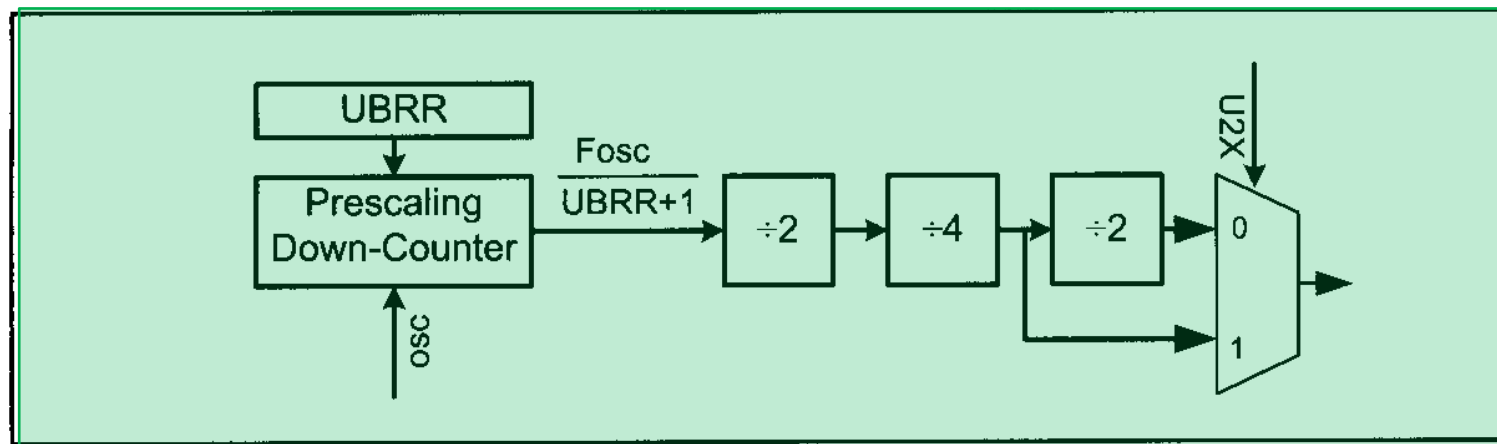 UBRR
Prescaling
Down-Counter
Fosc
UBRR+1
÷2
÷4
÷2
U2X
0
1
osc